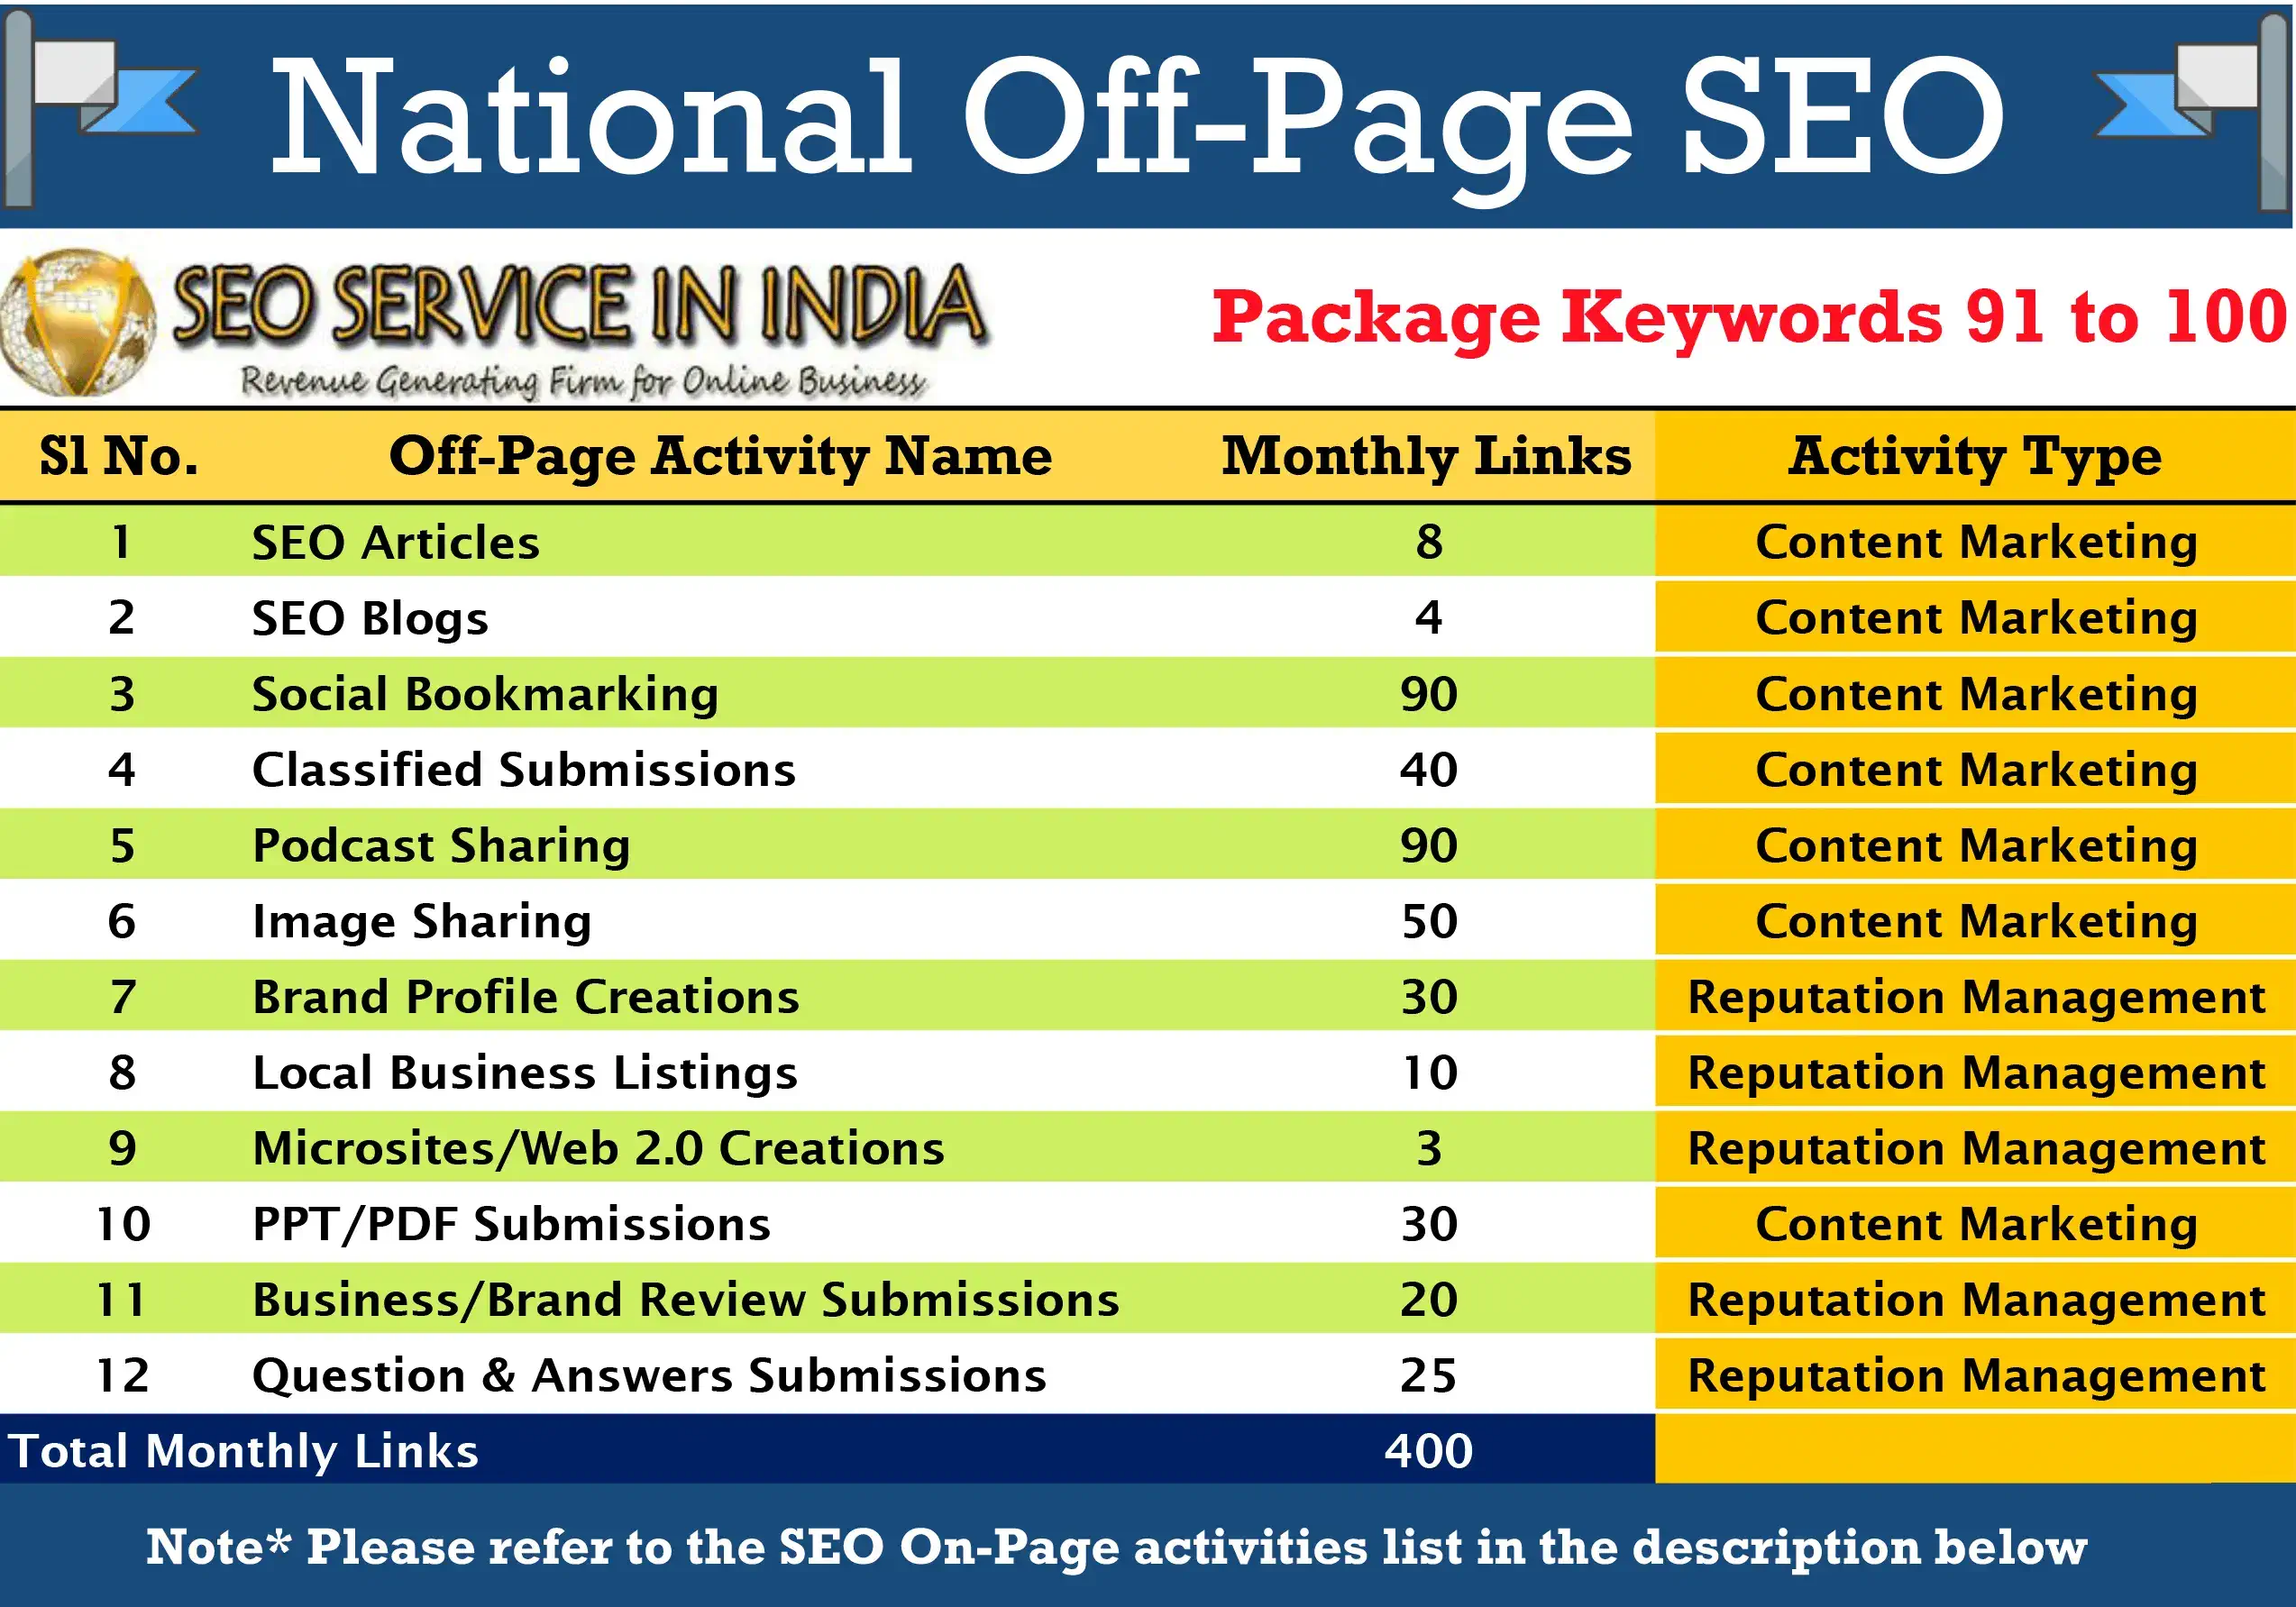 National Off-Page SEO
SEO SERVICE IN INDIA
Revenue Generating Firm for Online Business
Package Keywords 91 to 100
Sl No. Off-Page Activity Name Monthly Links Activity Type
1 SEO Articles 8 Content Marketing
2 SEO Blogs 4 Content Marketing
3 Social Bookmarking 90 Content Marketing
4 Classified Submissions 40 Content Marketing
5 Podcast Sharing 90 Content Marketing
6 Image Sharing 50 Content Marketing
7 Brand Profile Creations 30 Reputation Management
8 Local Business Listings 10 Reputation Management
9 Microsites/Web 2.0 Creations 3 Reputation Management
10 PPT/PDF Submissions 30 Content Marketing
11 Business/Brand Review Submissions 20 Reputation Management
12 Question & Answers Submissions 25 Reputation Management
Total Monthly Links 400
Note* Please refer to the SEO On-Page activities list in the description below